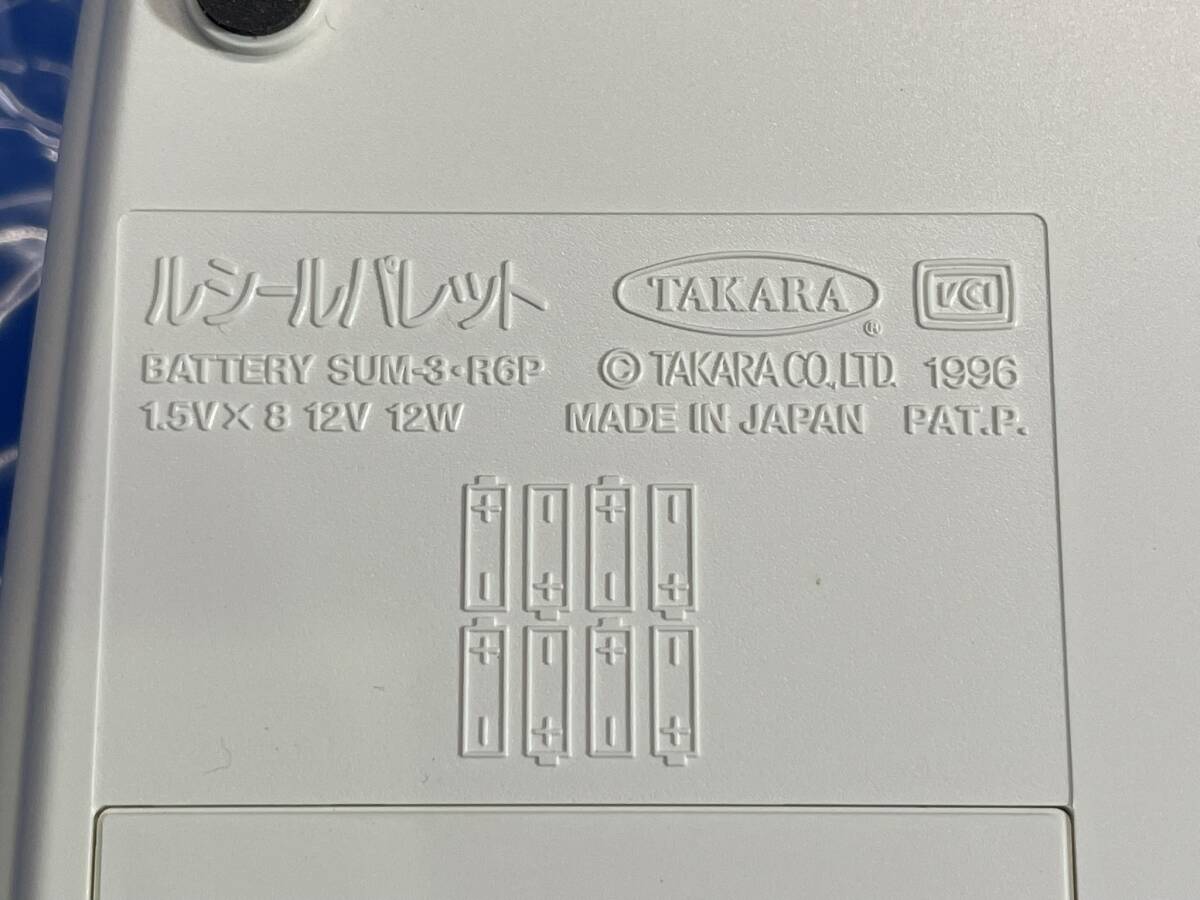 ルシールパレット TAKARA ® VCCI
BATTERY SUM-3・R6P © TAKARA CO., LTD. 1996
1.5V×8 12V 12W MADE IN JAPAN PAT.P.
+ - + -
- + - +
+ - + -
- + - +